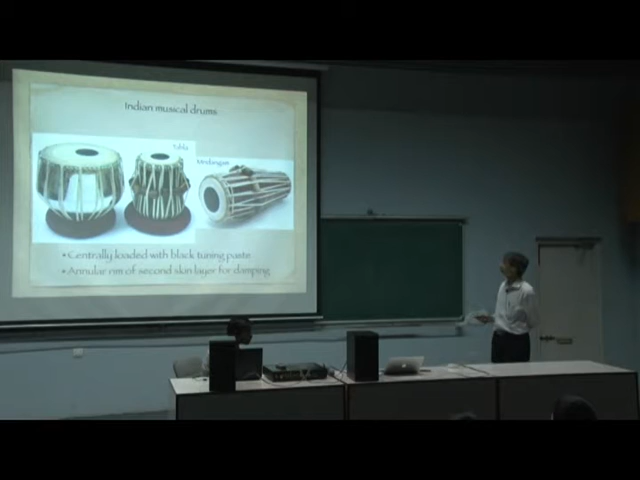 Indian musical drums
Tabla
Mridangam
• Centrally loaded with black tuning paste
• Annular rim of second skin layer for damping